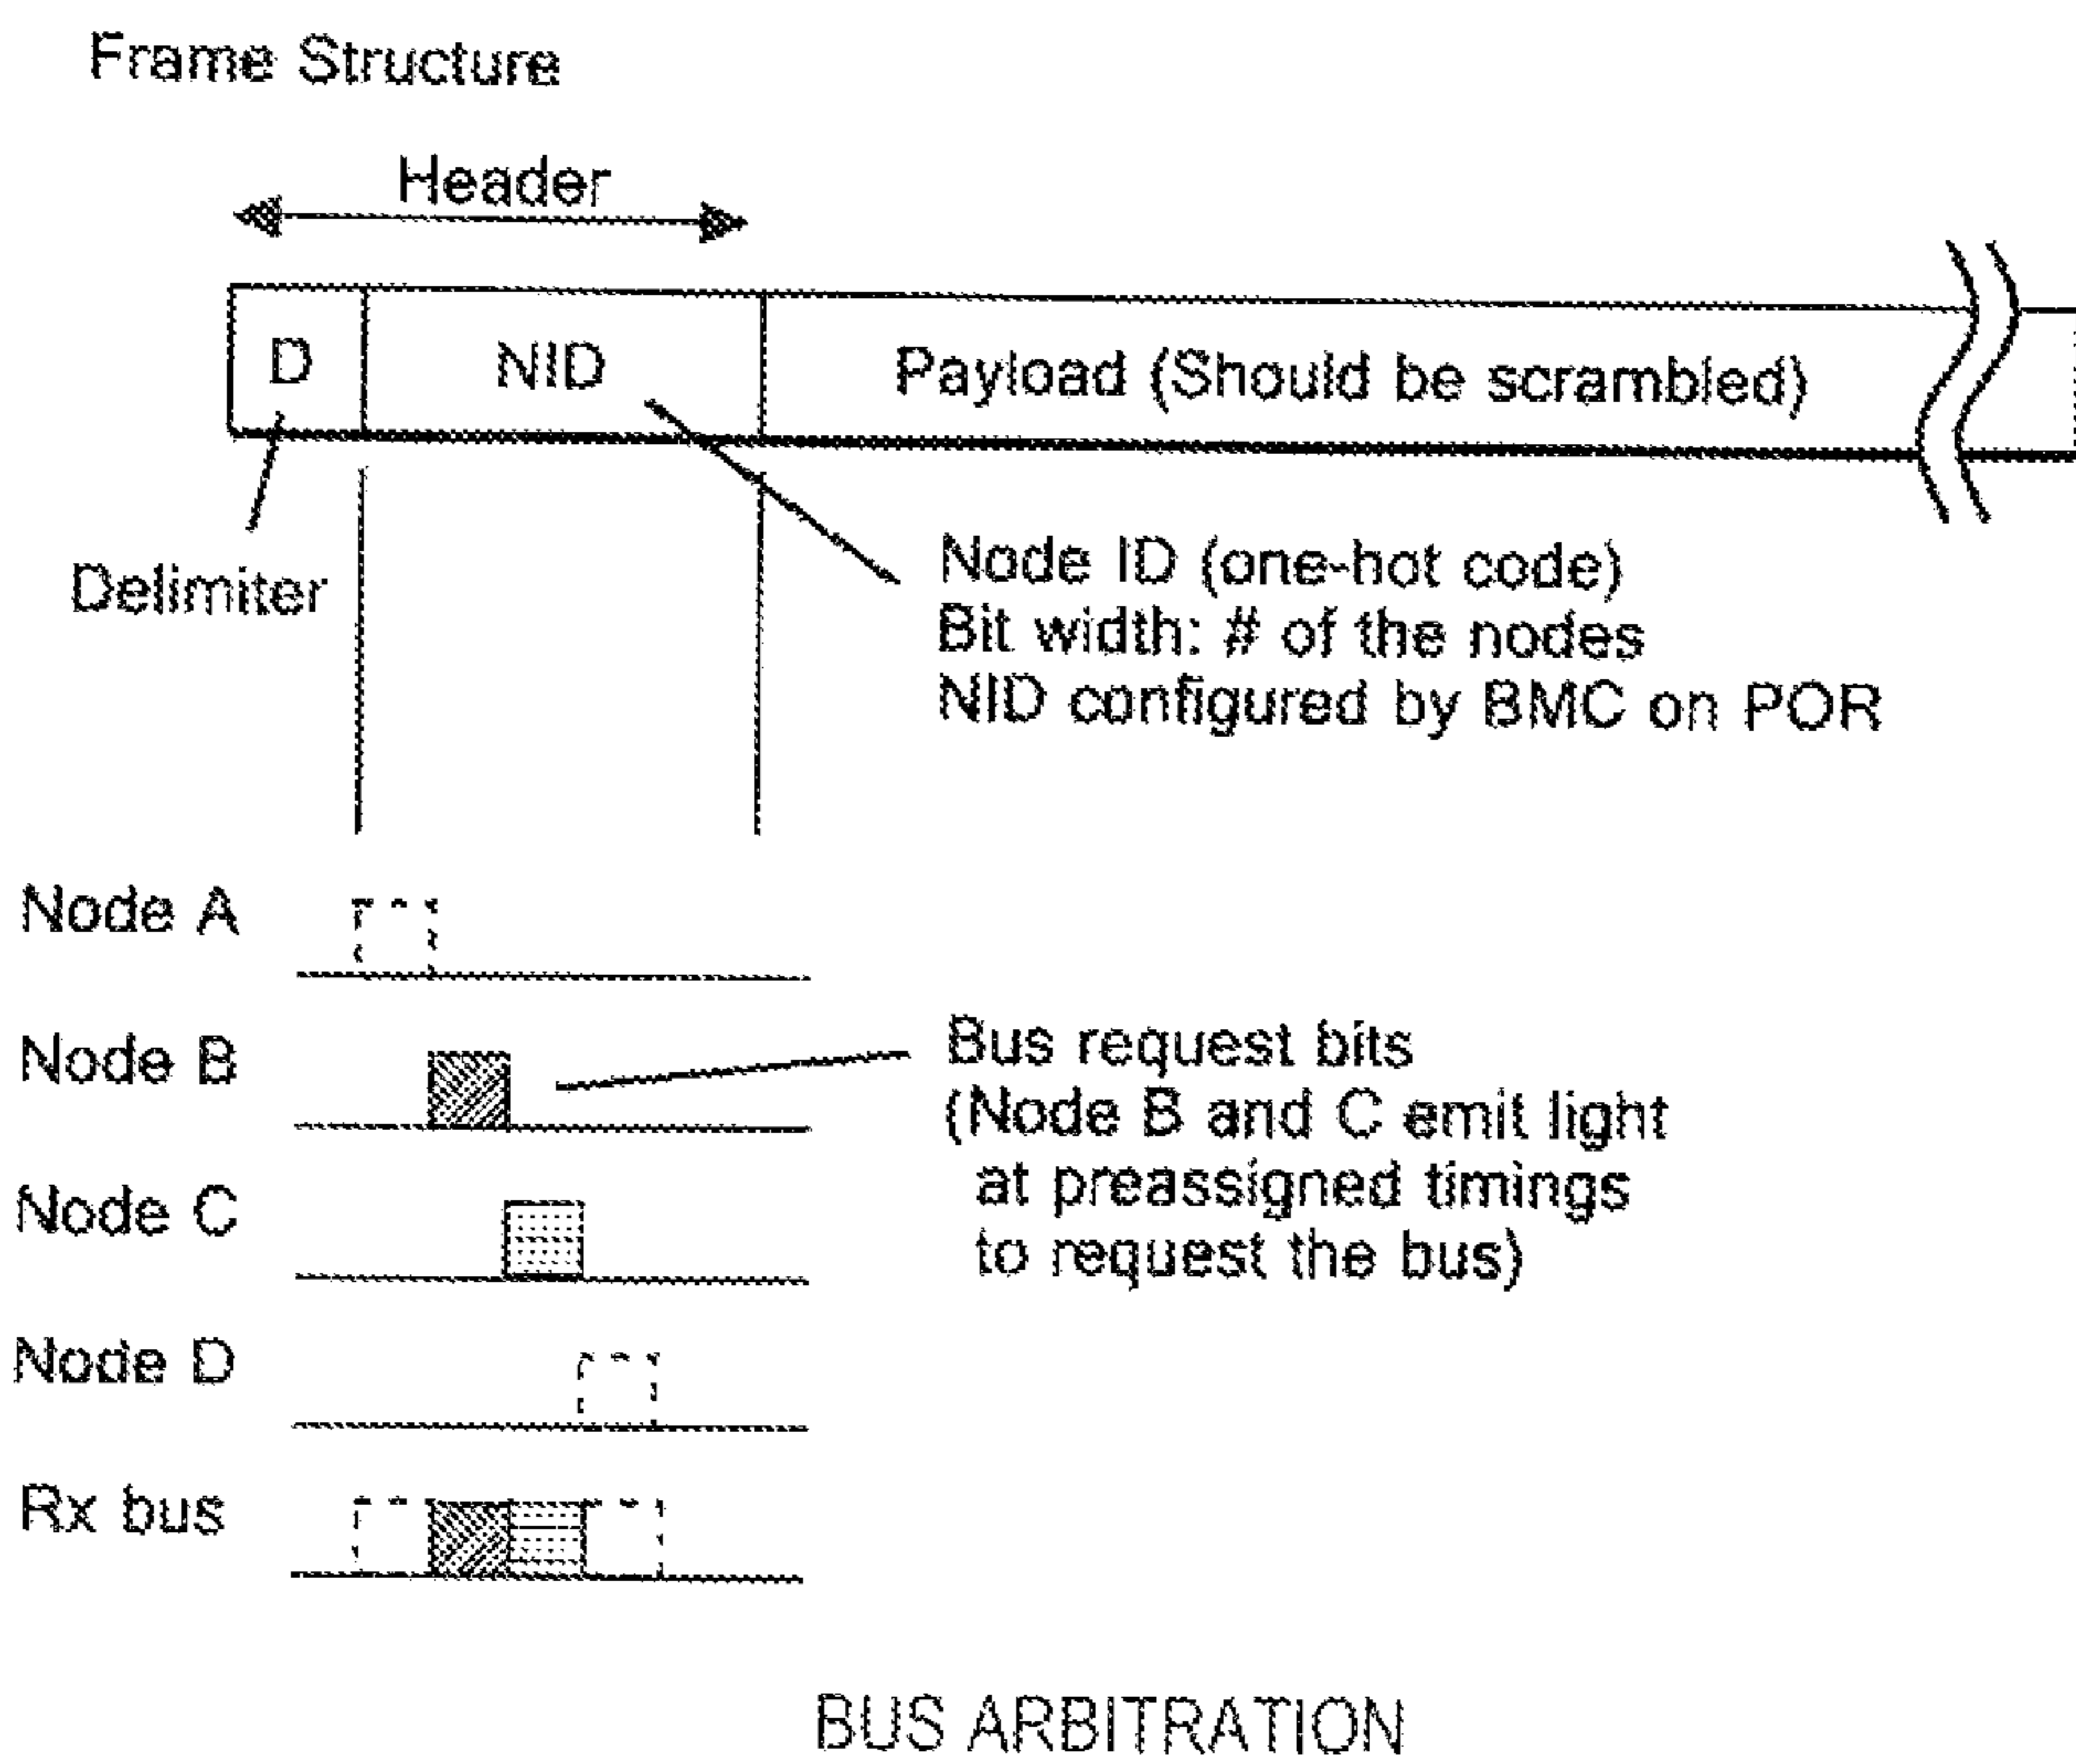 Frame Structure
Header
D
NID
Payload (Should be scrambled)
Delimiter
Node ID (one-hot code)
Bit width: # of the nodes
NID configured by BMC on POR
Node A
Node B
Bus request bits
(Node B and C emit light
at preassigned timings
to request the bus)
Node C
Node D
Rx bus
BUS ARBITRATION